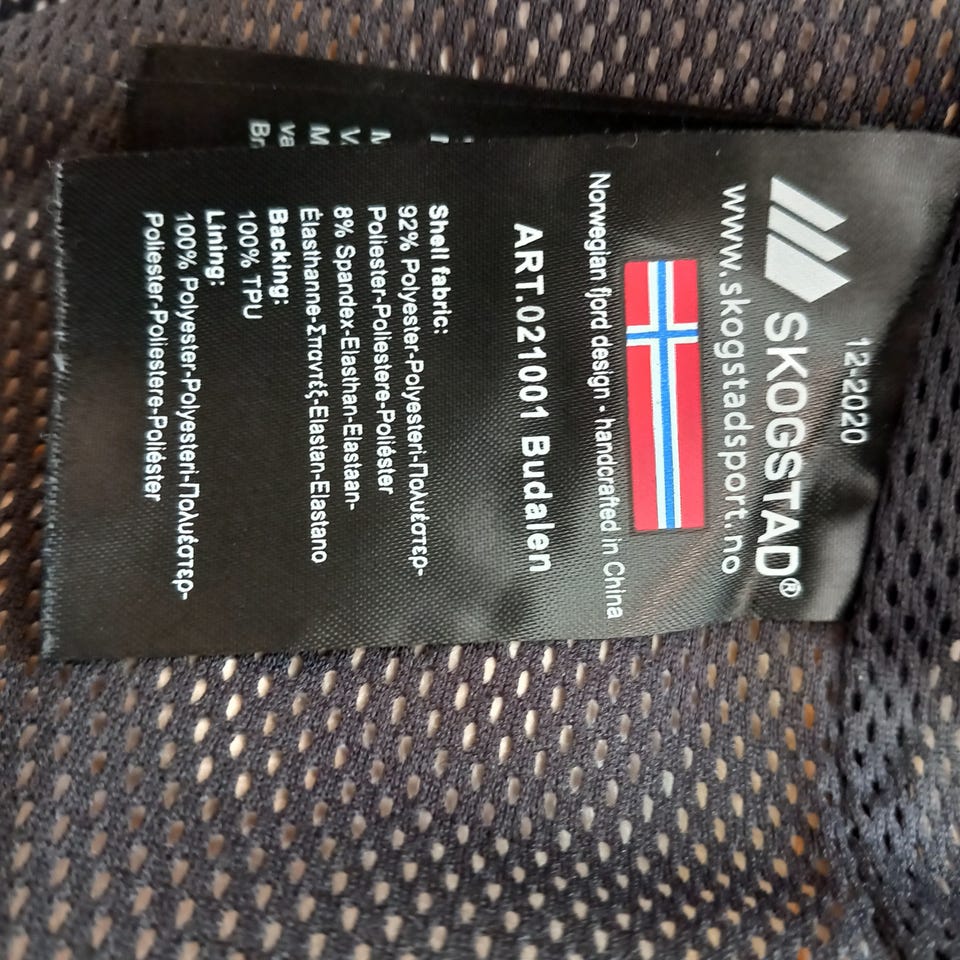 12-2020
SKOGSTAD®
www.skogstadsport.no
Norwegian fjord design - handcrafted in China
ART.021001 Budalen
Shell fabric:
92% Polyester-Polyesteri-Πολυέστερ-
Poliester-Poliestere-Poliéster
8% Spandex-Elasthan-Elastaan-
Élasthanne-Σπαντέξ-Elastan-Elastano
Backing:
100% TPU
Lining:
100% Polyester-Polyesteri-Πολυέστερ-
Poliester-Poliestere-Poliéster